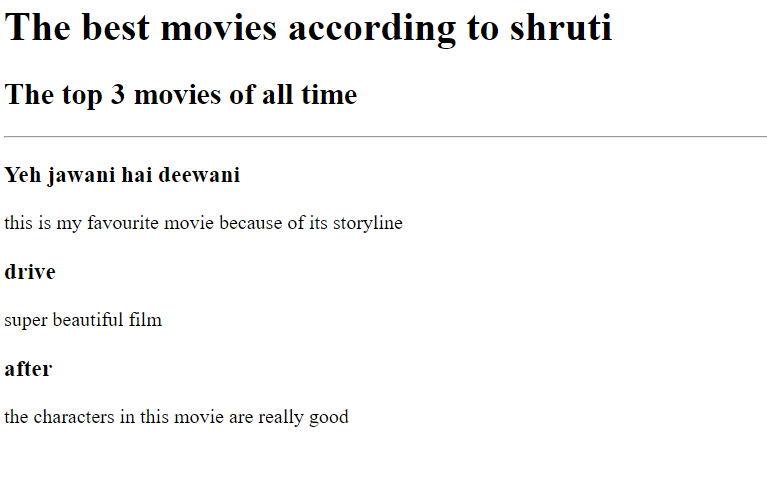 The best movies according to shruti
The top 3 movies of all time
Yeh jawani hai deewani
this is my favourite movie because of its storyline
drive
super beautiful film
after
the characters in this movie are really good